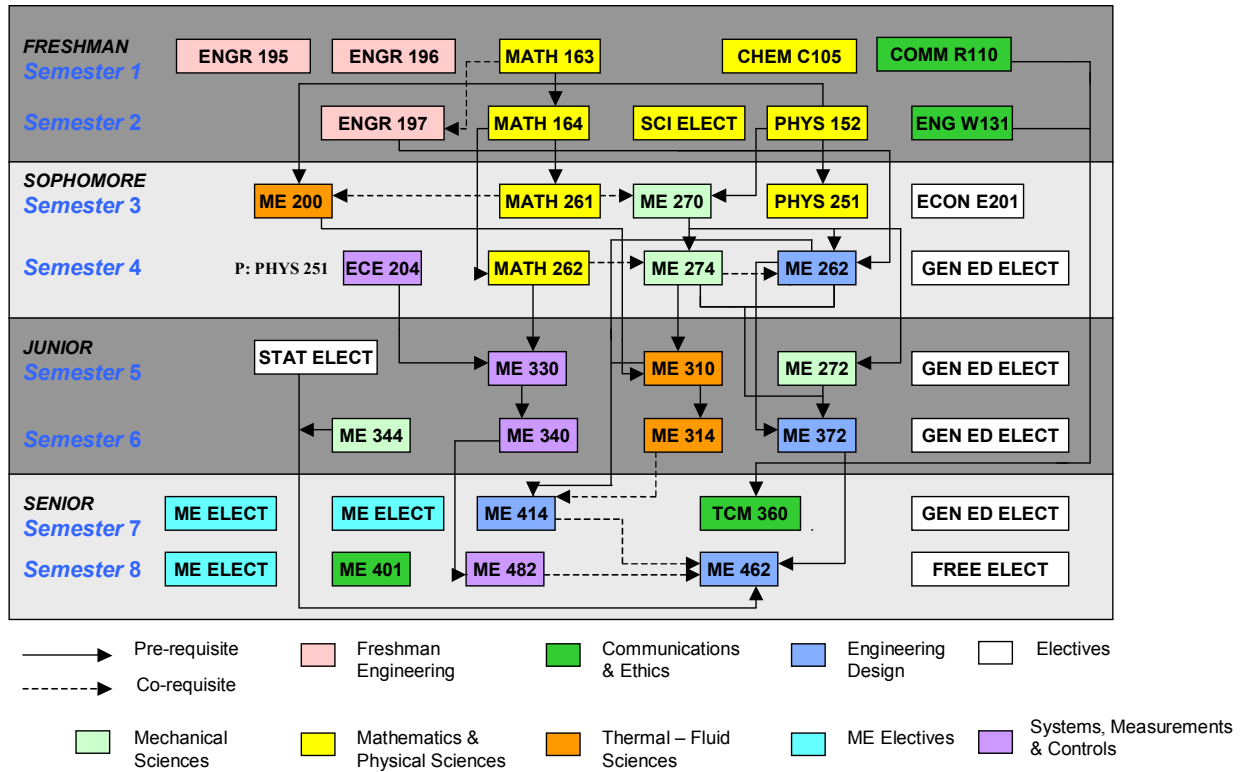 FRESHMAN
Semester 1
ENGR 195
ENGR 196
MATH 163
CHEM C105
COMM R110
Semester 2
ENGR 197
MATH 164
SCI ELECT
PHYS 152
ENG W131
SOPHOMORE
Semester 3
ME 200
MATH 261
ME 270
PHYS 251
ECON E201
Semester 4
P: PHYS 251
ECE 204
MATH 262
ME 274
ME 262
GEN ED ELECT
JUNIOR
Semester 5
STAT ELECT
ME 330
ME 310
ME 272
GEN ED ELECT
Semester 6
ME 344
ME 340
ME 314
ME 372
GEN ED ELECT
SENIOR
Semester 7
ME ELECT
ME ELECT
ME 414
TCM 360
GEN ED ELECT
Semester 8
ME ELECT
ME 401
ME 482
ME 462
FREE ELECT
Pre-requisite
Co-requisite
Freshman
Engineering
Communications
& Ethics
Engineering
Design
Electives
Mechanical
Sciences
Mathematics &
Physical Sciences
Thermal – Fluid
Sciences
ME Electives
Systems, Measurements
& Controls